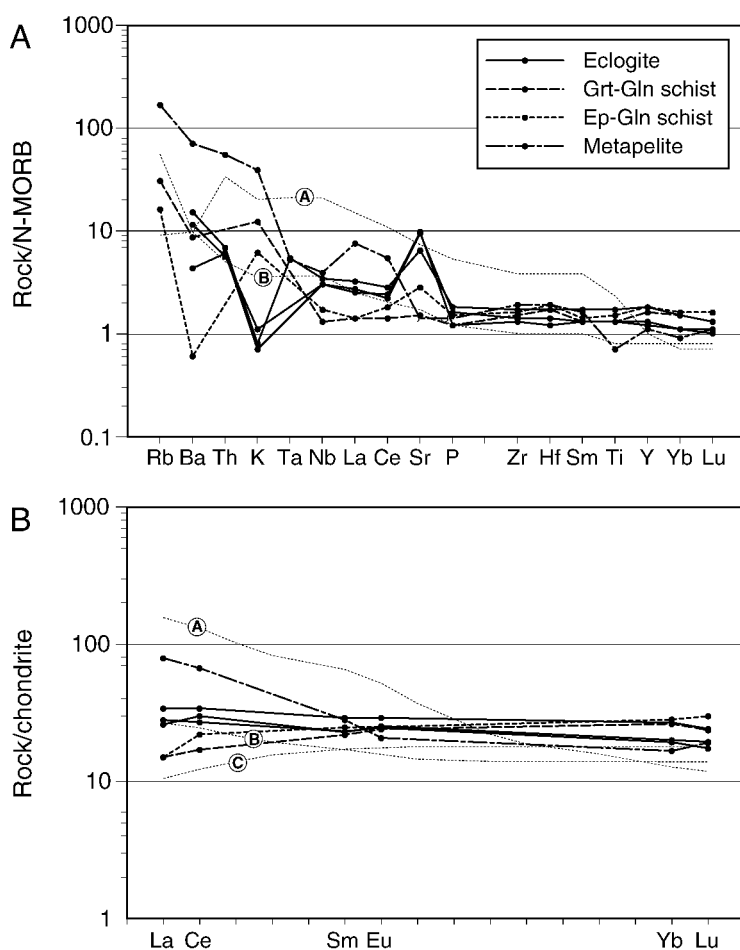 A
1000
100
10
1
0.1
Rock/N-MORB
Eclogite
Grt-Gln schist
Ep-Gln schist
Metapelite
A
B
Rb Ba Th K Ta Nb La Ce Sr P Zr Hf Sm Ti Y Yb Lu
B
1000
100
10
1
Rock/chondrite
A
B
C
La Ce Sm Eu Yb Lu